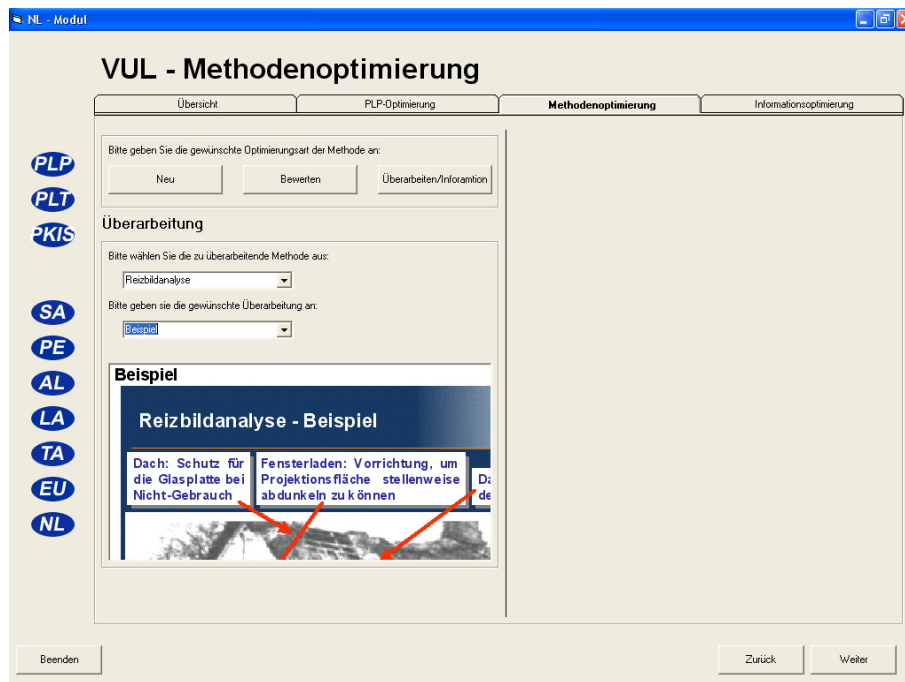 NL - Modul
VUL - Methodenoptimierung
Übersicht
PLP-Optimierung
Methodenoptimierung
Informationsoptimierung
Bitte geben Sie die gewünschte Optimierungsart der Methode an:
Neu
Bewerten
Überarbeiten/Inforamtion
Überarbeitung
Bitte wählen Sie die zu überarbeitende Methode aus:
Reizbildanalyse
Bitte geben sie die gewünschte Überarbeitung an:
Beispiel
Beispiel
Reizbildanalyse - Beispiel
Dach: Schutz für
die Glasplatte bei
Nicht-Gebrauch
Fensterladen: Vorrichtung, um
Projektionsfläche stellenweise
abdunkeln zu können
PLP
PLT
PKIS
SA
PE
AL
LA
TA
EU
NL
Beenden
Zurück
Weiter